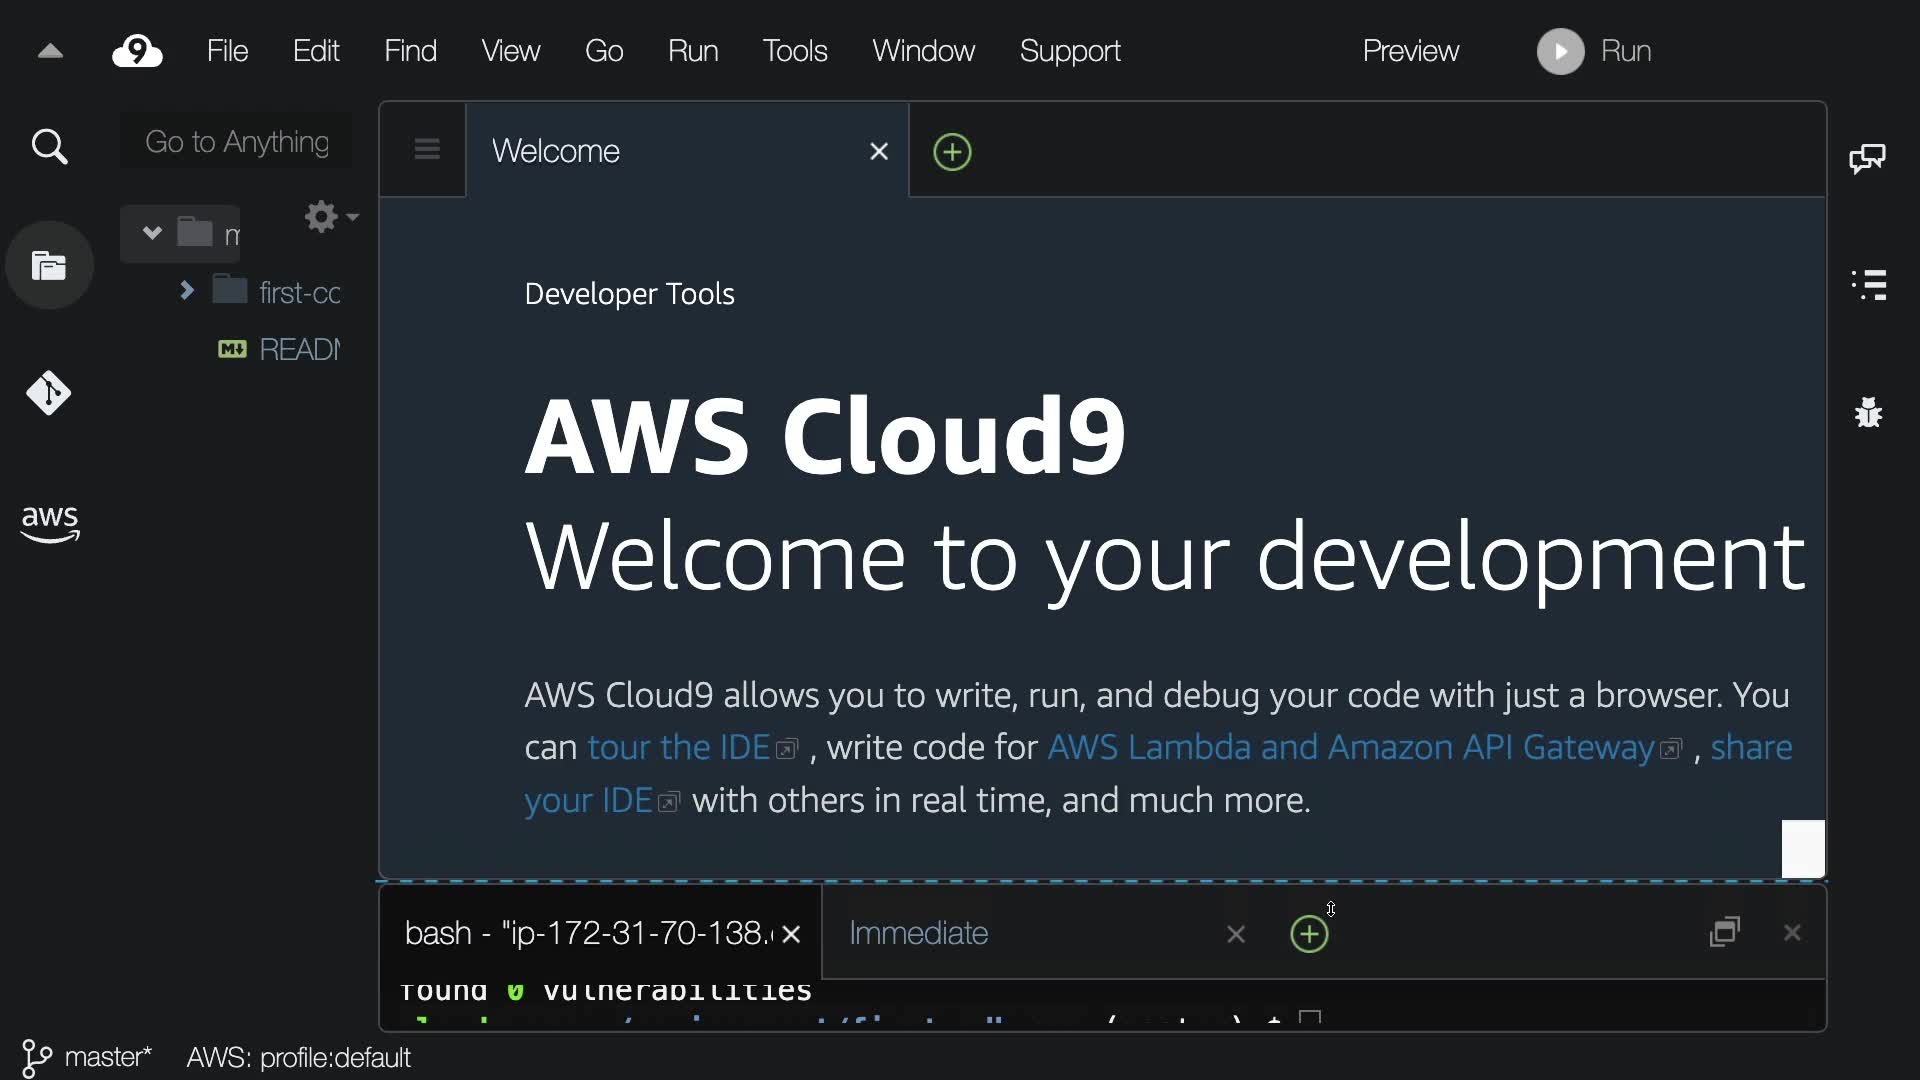 9 File Edit Find View Go Run Tools Window Support Preview Run
Go to Anything
Welcome
m
first-co
READM
aws
Developer Tools
AWS Cloud9
Welcome to your development
AWS Cloud9 allows you to write, run, and debug your code with just a browser. You
can tour the IDE , write code for AWS Lambda and Amazon API Gateway , share
your IDE with others in real time, and much more.
bash - "ip-172-31-70-138.
Immediate
found 0 vulnerabilities
master* AWS: profile:default